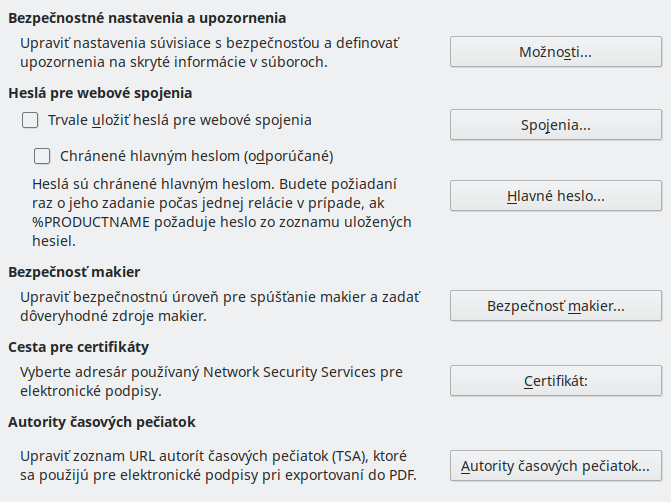 Bezpečnostné nastavenia a upozornenia
Upraviť nastavenia súvisiace s bezpečnosťou a definovať
upozornenia na skryté informácie v súboroch.
Možnosti...
Heslá pre webové spojenia
Trvale uložiť heslá pre webové spojenia
Spojenia...
Chránené hlavným heslom (odporúčané)
Heslá sú chránené hlavným heslom. Budete požiadaní
raz o jeho zadanie počas jednej relácie v prípade, ak
%PRODUCTNAME požaduje heslo zo zoznamu uložených
hesiel.
Hlavné heslo...
Bezpečnosť makier
Upraviť bezpečnostnú úroveň pre spúšťanie makier a zadať
dôveryhodné zdroje makier.
Bezpečnosť makier...
Cesta pre certifikáty
Vyberte adresár používaný Network Security Services pre
elektronické podpisy.
Certifikát:
Autority časových pečiatok
Upraviť zoznam URL autorít časových pečiatok (TSA), ktoré
sa použijú pre elektronické podpisy pri exportovaní do PDF.
Autority časových pečiatok...